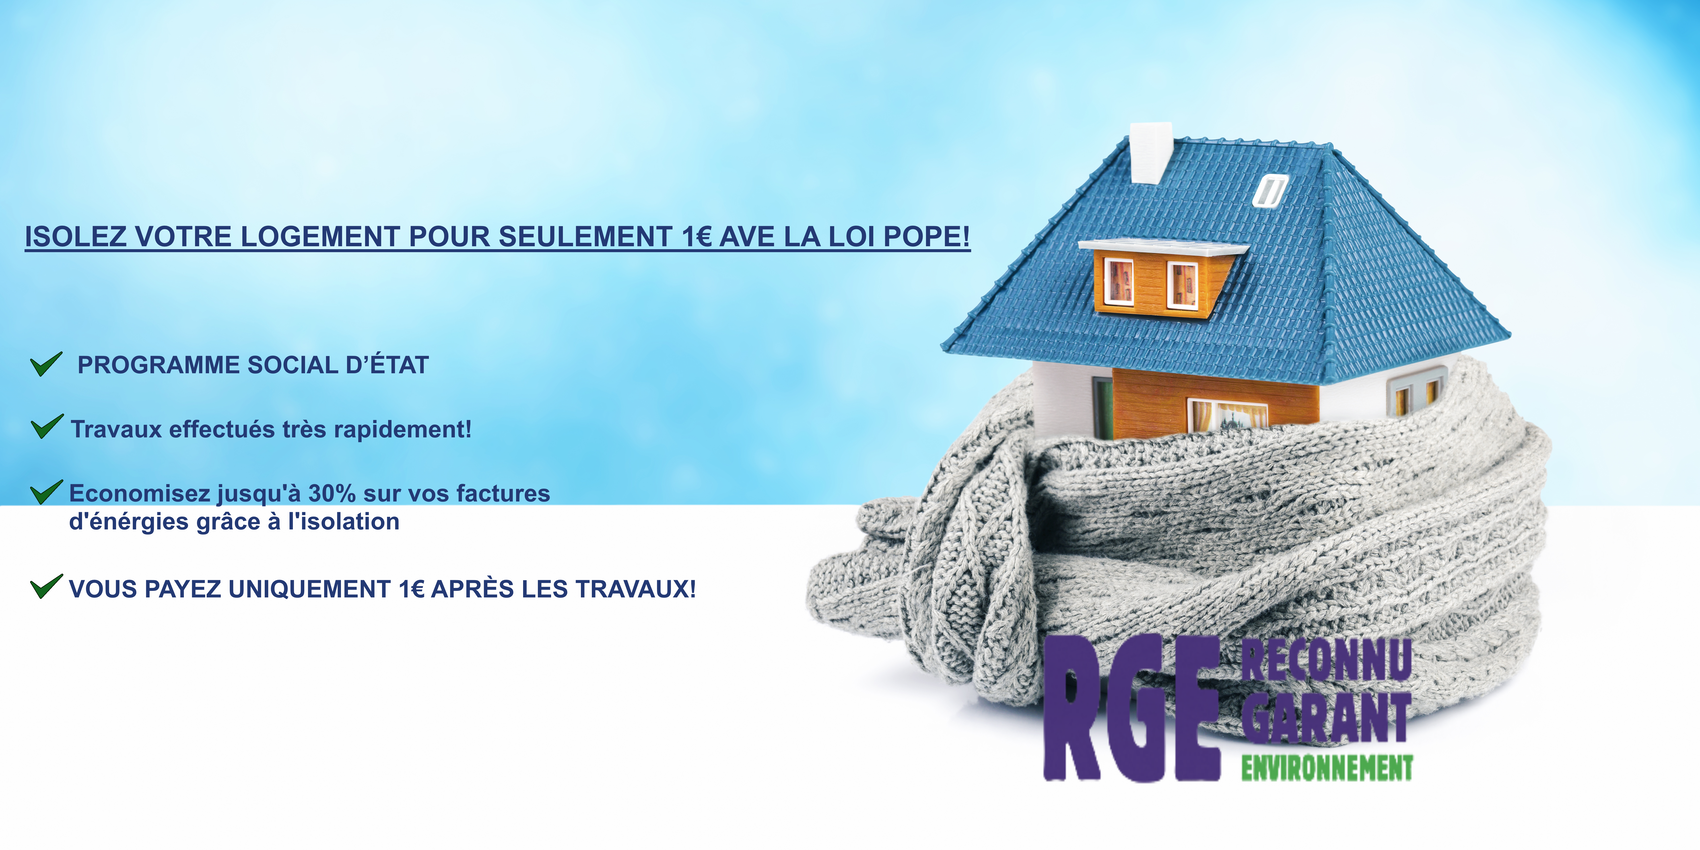 ISOLEZ VOTRE LOGEMENT POUR SEULEMENT 1€ AVE LA LOI POPE!
PROGRAMME SOCIAL D’ÉTAT
Travaux effectués très rapidement!
Economisez jusqu'à 30% sur vos factures
d'énérgies grâce à l'isolation
VOUS PAYEZ UNIQUEMENT 1€ APRÈS LES TRAVAUX!
RGE
RECONNU
GARANT
ENVIRONNEMENT